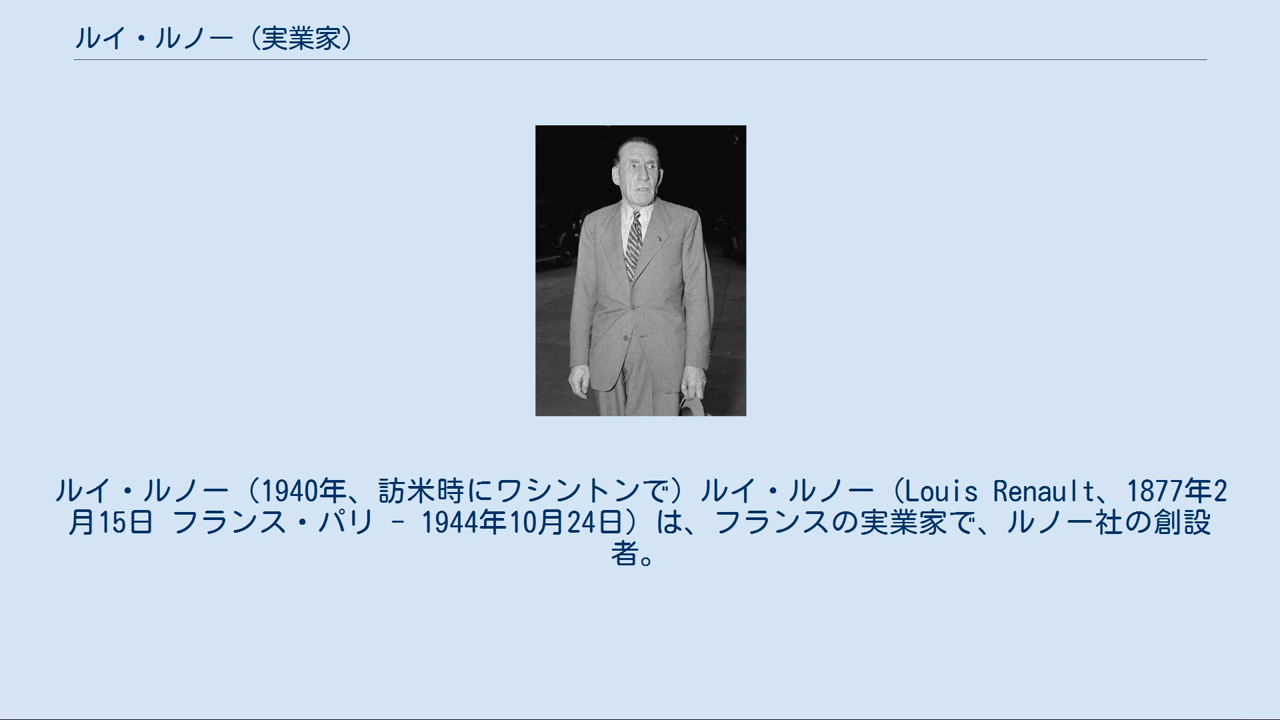 ルイ・ルノー（実業家）
ルイ・ルノー（1940年、訪米時にワシントンで）ルイ・ルノー（Louis Renault、1877年2
月15日 フランス・パリ - 1944年10月24日）は、フランスの実業家で、ルノー社の創設
者。